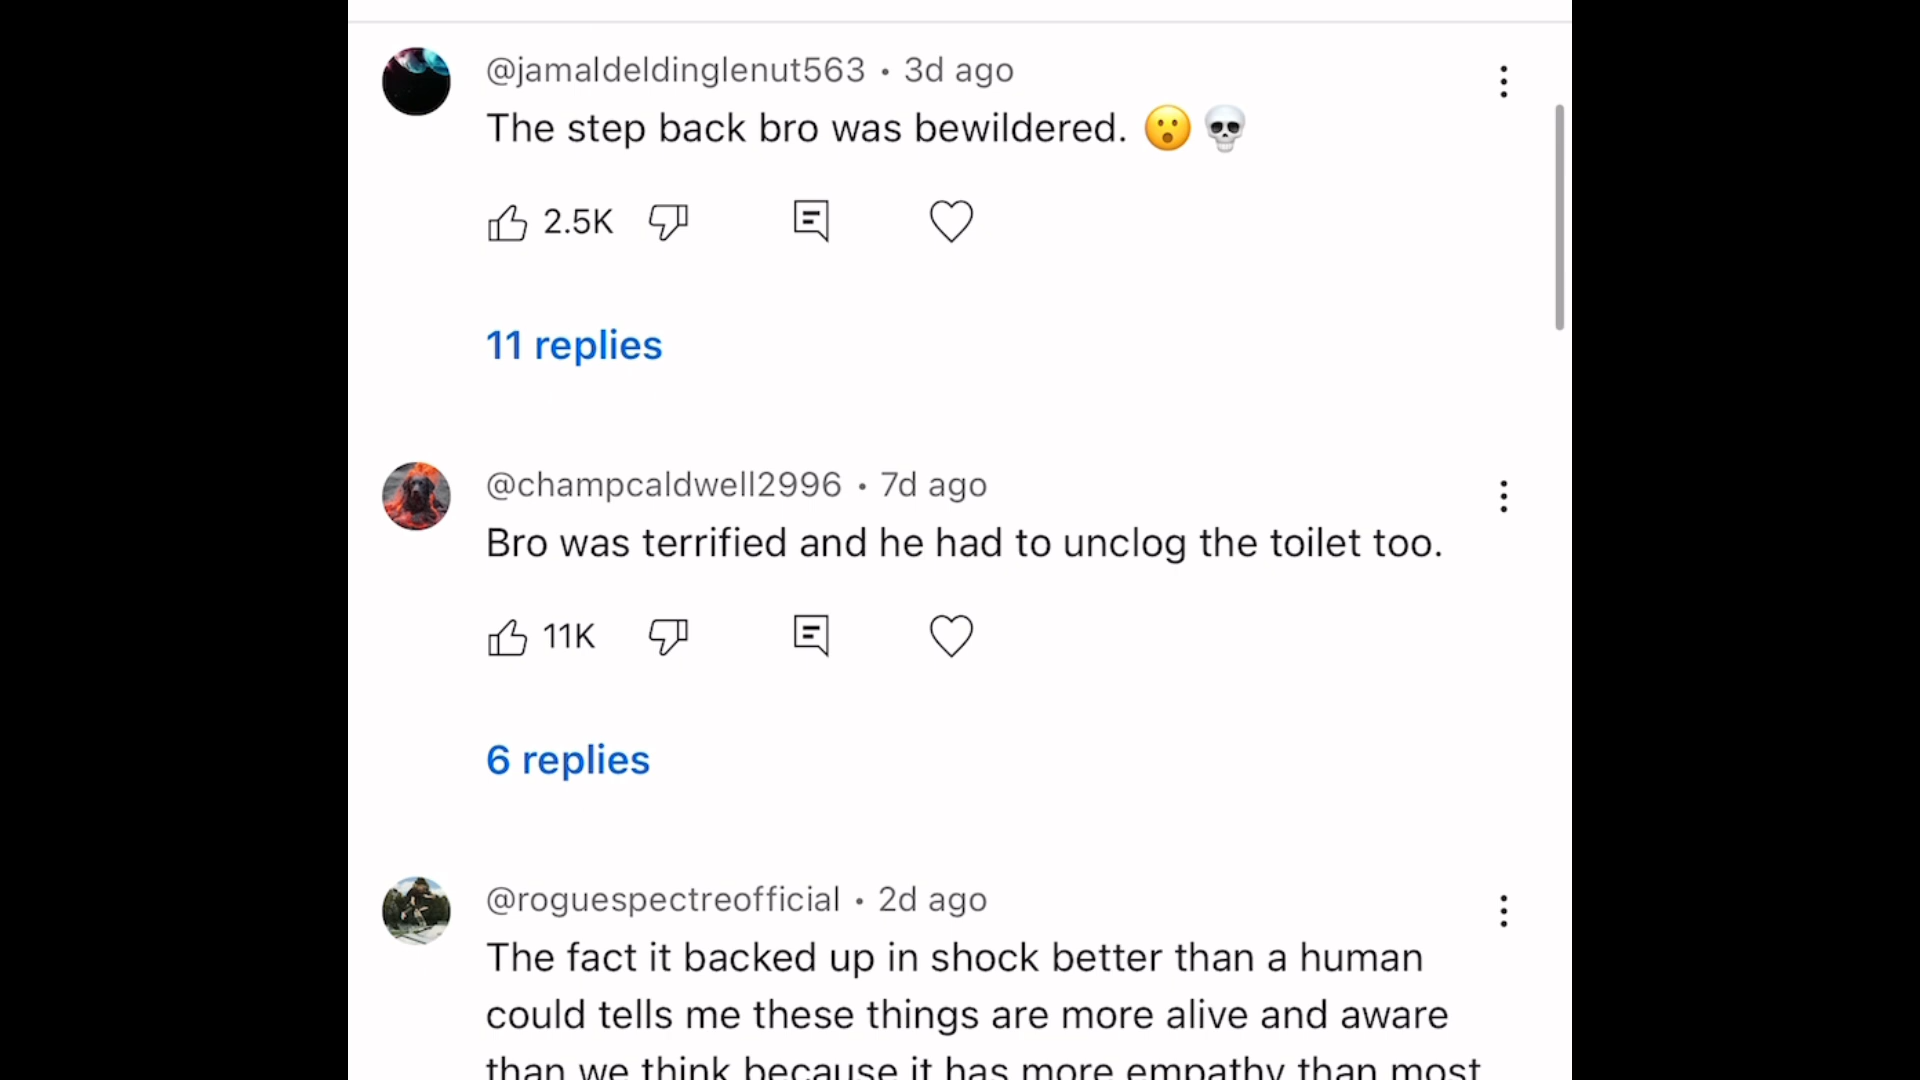 @jamaldeldinglenut563 • 3d ago
The step back bro was bewildered. 😮💀
2.5K
11 replies
@champcaldwell2996 • 7d ago
Bro was terrified and he had to unclog the toilet too.
11K
6 replies
@roguespectreofficial • 2d ago
The fact it backed up in shock better than a human
could tells me these things are more alive and aware
than we think because it has more empathy than most